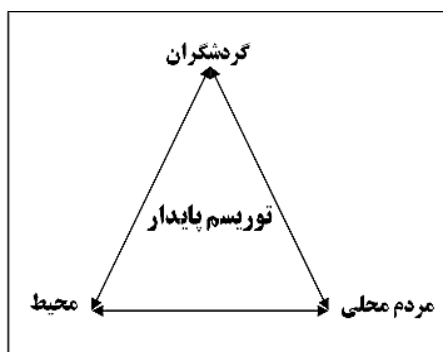 گردشگران
توریسم پایدار
مردم محلی
محیط